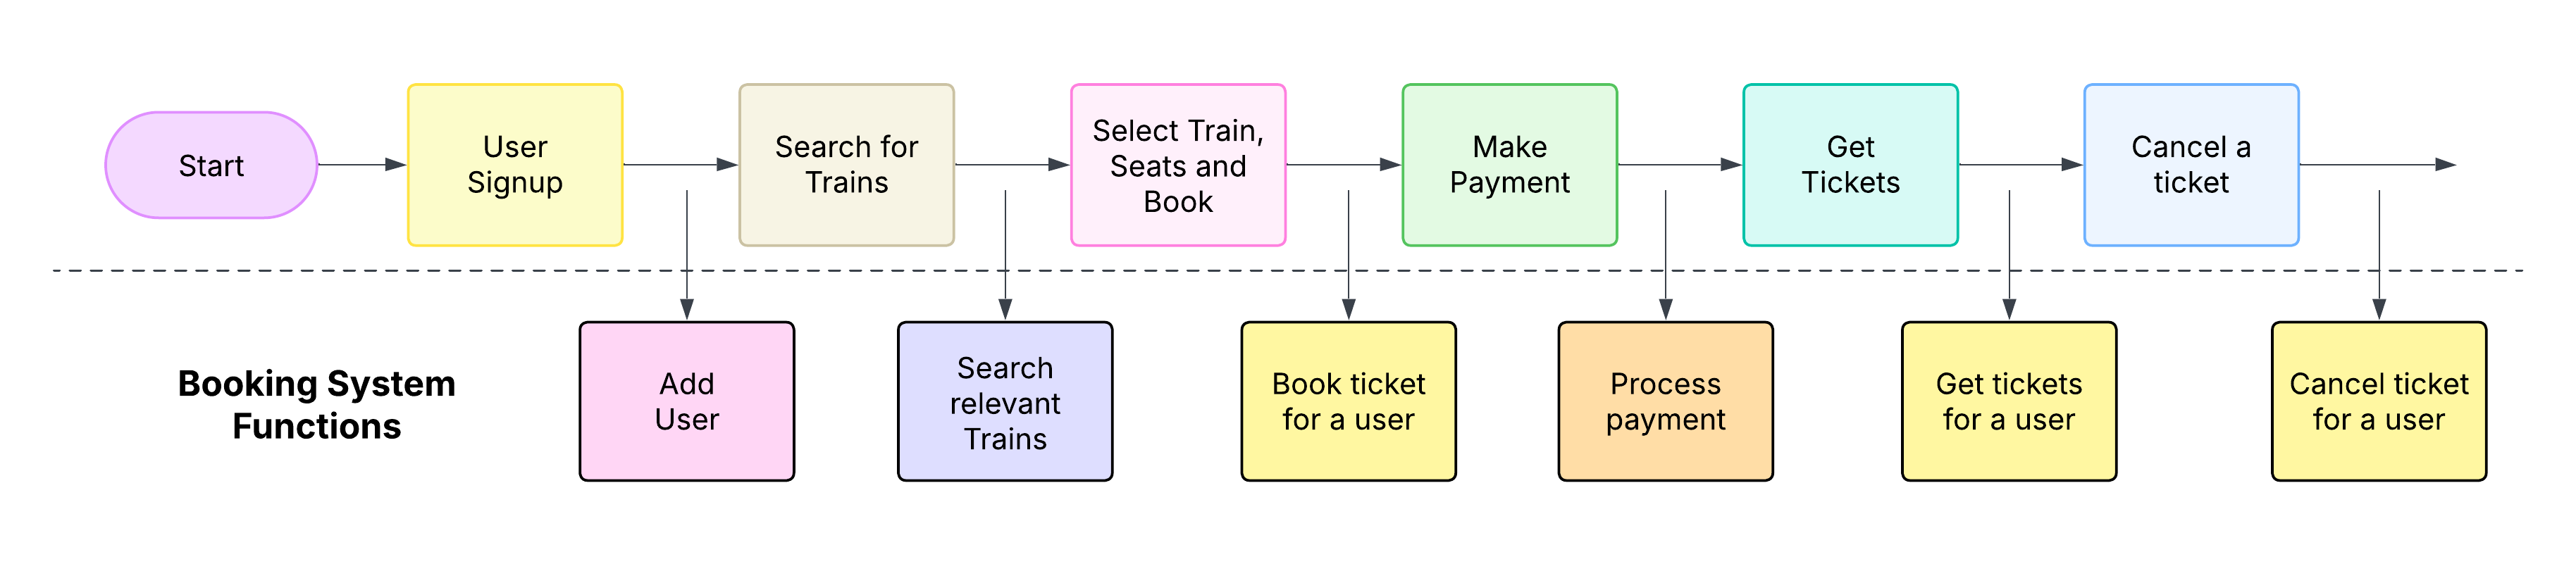 Start
User
Signup
Search for
Trains
Select Train,
Seats and
Book
Make
Payment
Get
Tickets
Cancel a
ticket
Booking System
Functions
Add
User
Search
relevant
Trains
Book ticket
for a user
Process
payment
Get tickets
for a user
Cancel ticket
for a user